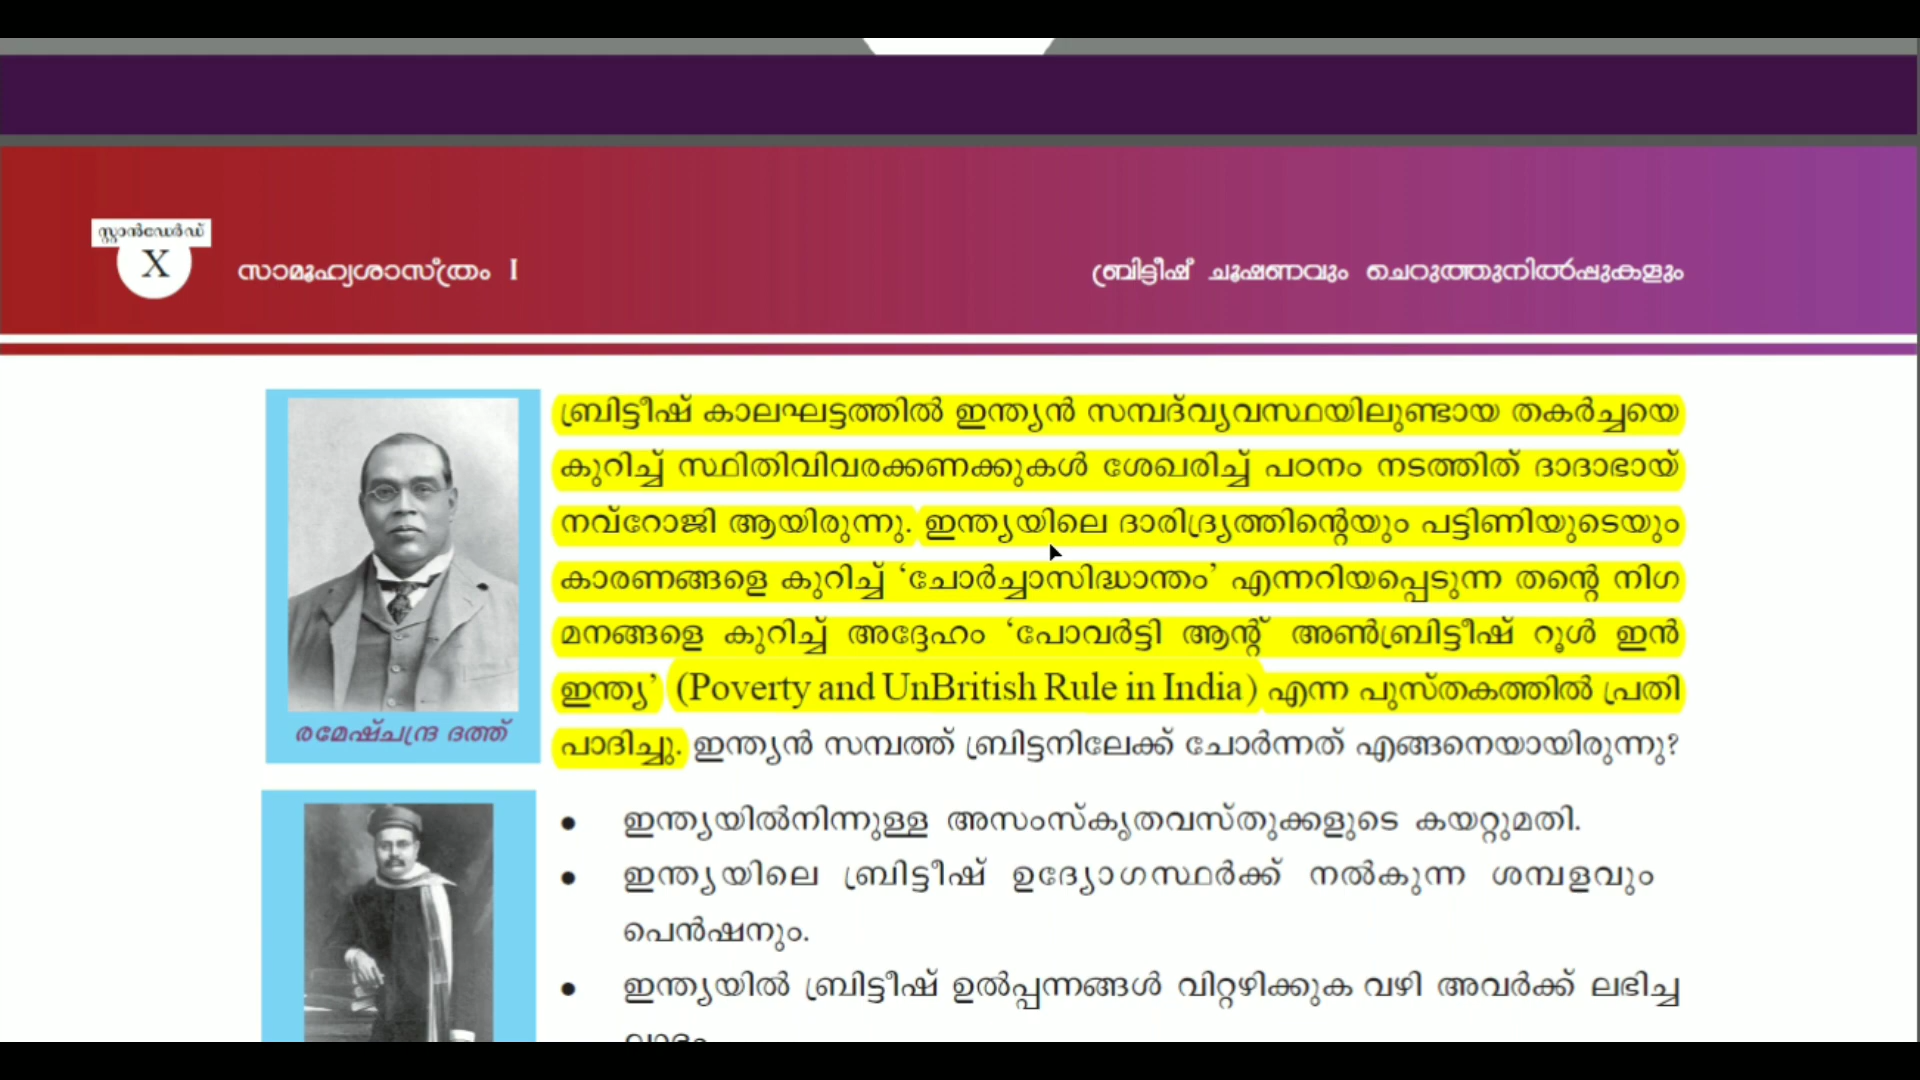 സ്റ്റാൻഡേർഡ്
X
സാമൂഹ്യശാസ്ത്രം I
ബ്രിട്ടീഷ് ചൂഷണവും ചെറുത്തുനിൽപ്പുകളും
ബ്രിട്ടീഷ് കാലഘട്ടത്തിൽ ഇന്ത്യൻ സമ്പദ്‌വ്യവസ്ഥയിലുണ്ടായ തകർച്ചയെ
കുറിച്ച് സ്ഥിതിവിവരക്കണക്കുകൾ ശേഖരിച്ച് പഠനം നടത്തിത് ദാദാഭായ്
നവ്റോജി ആയിരുന്നു. ഇന്ത്യയിലെ ദാരിദ്ര്യത്തിന്റെയും പട്ടിണിയുടെയും
കാരണങ്ങളെ കുറിച്ച് ‘ചോർച്ചാസിദ്ധാന്തം’ എന്നറിയപ്പെടുന്ന തന്റെ നിഗ
മനങ്ങളെ കുറിച്ച് അദ്ദേഹം ‘പോവർട്ടി ആന്റ് അൺബ്രിട്ടീഷ് റൂൾ ഇൻ
ഇന്ത്യ’ (Poverty and UnBritish Rule in India) എന്ന പുസ്തകത്തിൽ പ്രതി
പാദിച്ചു. ഇന്ത്യൻ സമ്പത്ത് ബ്രിട്ടനിലേക്ക് ചോർന്നത് എങ്ങനെയായിരുന്നു?
രമേഷ്ചന്ദ്ര ദത്ത്
• ഇന്ത്യയിൽനിന്നുള്ള അസംസ്കൃതവസ്തുക്കളുടെ കയറ്റുമതി.
• ഇന്ത്യയിലെ ബ്രിട്ടീഷ് ഉദ്യോഗസ്ഥർക്ക് നൽകുന്ന ശമ്പളവും
പെൻഷനും.
• ഇന്ത്യയിൽ ബ്രിട്ടീഷ് ഉൽപ്പന്നങ്ങൾ വിറ്റഴിക്കുക വഴി അവർക്ക് ലഭിച്ച